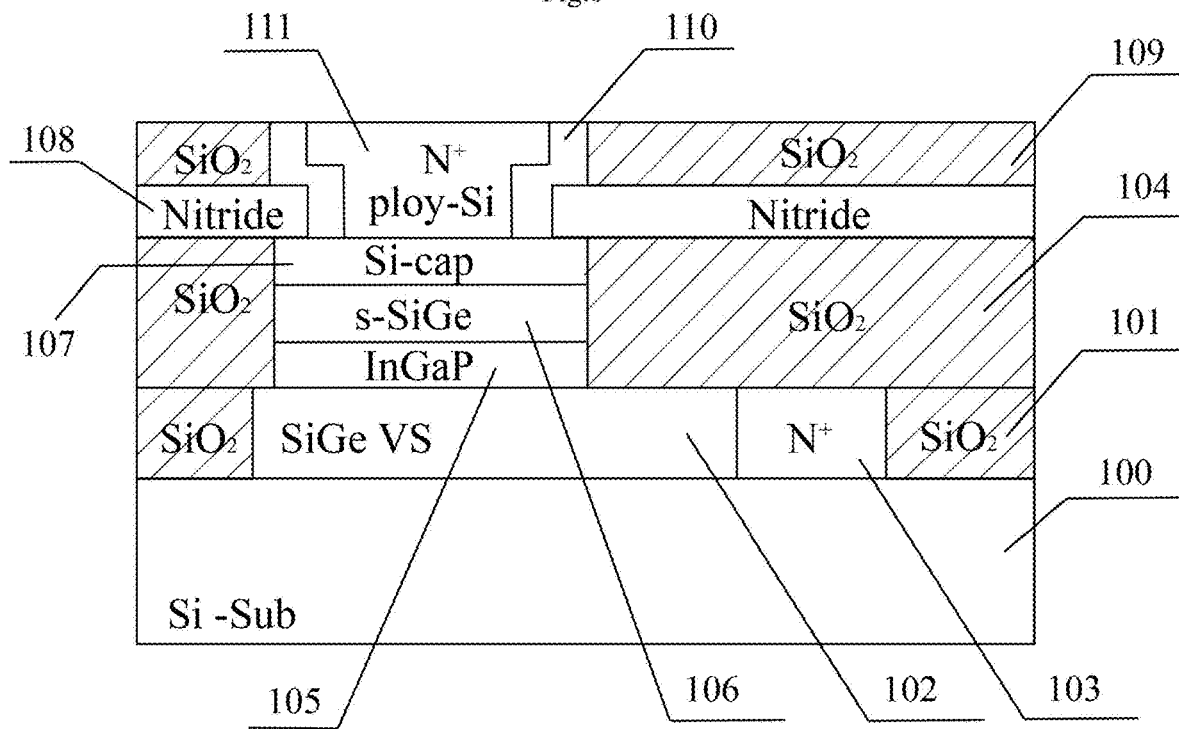 111
110
109
108
SiO₂
N⁺
ploy-Si
SiO₂
104
Nitride
Nitride
Si-cap
SiO₂
s-SiGe
SiO₂
107
InGaP
101
SiO₂
SiGe VS
N⁺
SiO₂
100
Si -Sub
105
106
102
103